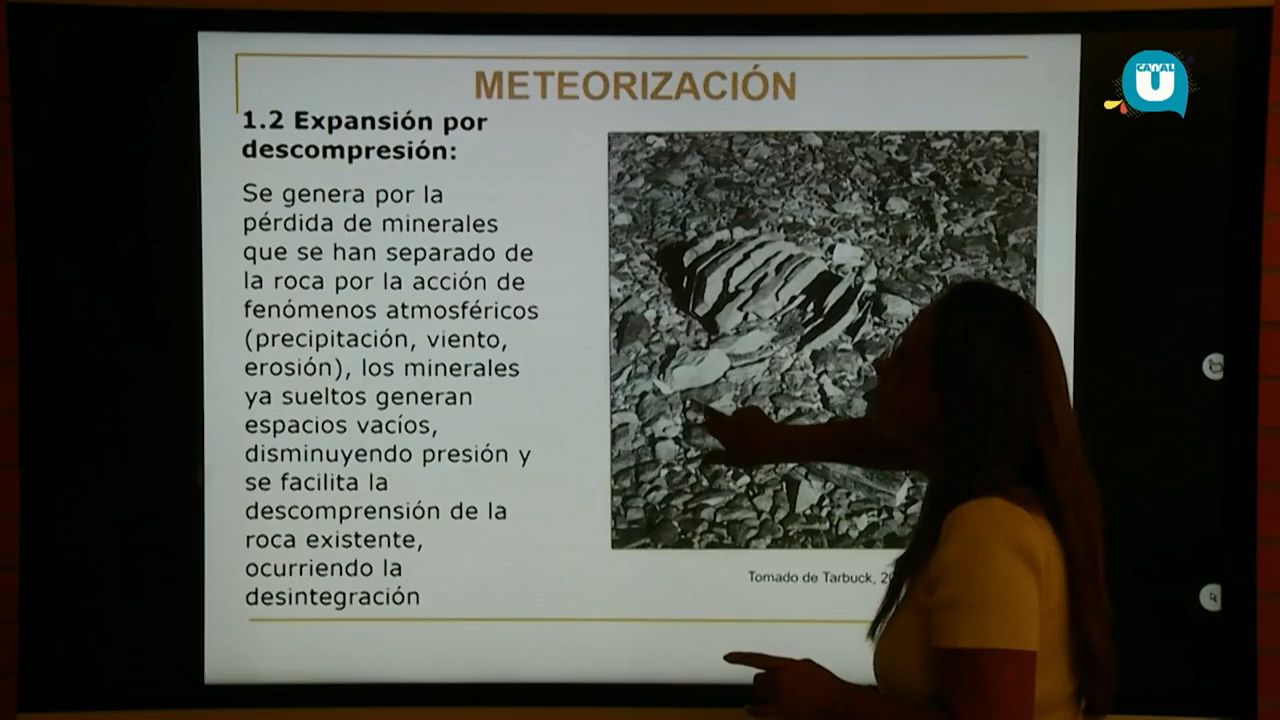 CANAL
U
METEORIZACIÓN
1.2 Expansión por
descompresión:
Se genera por la
pérdida de minerales
que se han separado de
la roca por la acción de
fenómenos atmosféricos
(precipitación, viento,
erosión), los minerales
ya sueltos generan
espacios vacíos,
disminuyendo presión y
se facilita la
descomprensión de la
roca existente,
ocurriendo la
desintegración
Tomado de Tarbuck,